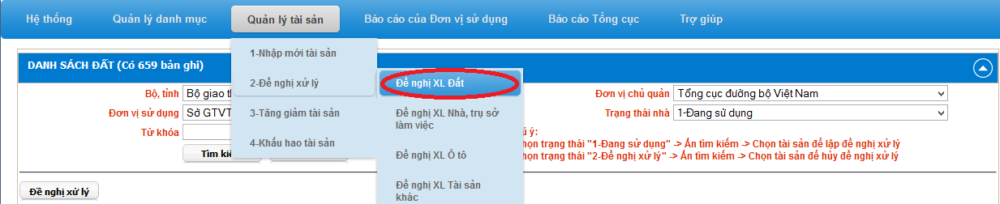 Hệ thống Quản lý danh mục Quản lý tài sản Báo cáo của Đơn vị sử dụng Báo cáo Tổng cục Trợ giúp
1-Nhập mới tài sản
2-Đề nghị xử lý
3-Tăng giảm tài sản
4-Khấu hao tài sản
Đề nghị XL Đất
Đề nghị XL Nhà, trụ sở
làm việc
Đề nghị XL Ô tô
Đề nghị XL Tài sản
khác
DANH SÁCH ĐẤT (Có 659 bản ghi)
Bộ, tỉnh Bộ giao th
Đơn vị chủ quản Tổng cục đường bộ Việt Nam
Đơn vị sử dụng Sở GTVT
Trạng thái nhà 1-Đang sử dụng
Từ khóa
ú ý:
họn trạng thái "1-Đang sử dụng" -> Ấn tìm kiếm -> Chọn tài sản để lập đề nghị xử lý
họn trạng thái "2-Đề nghị xử lý" -> Ấn tìm kiếm -> Chọn tài sản để hủy đề nghị xử lý
Tìm kiế
Đề nghị xử lý